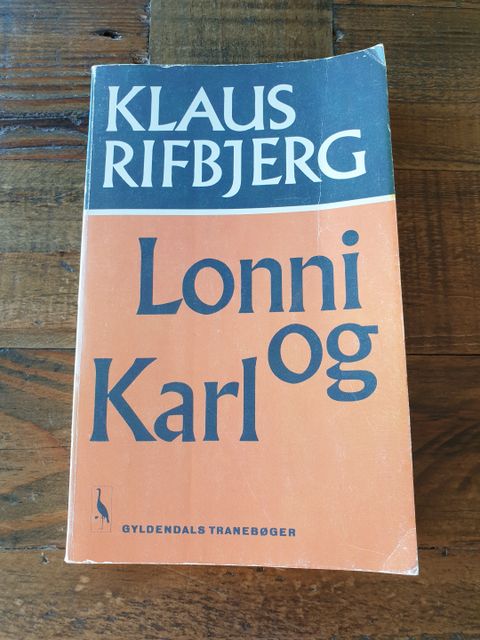 KLAUS
RIFBJERG
Lonni
og
Karl
GYLDENDALS TRANEBØGER